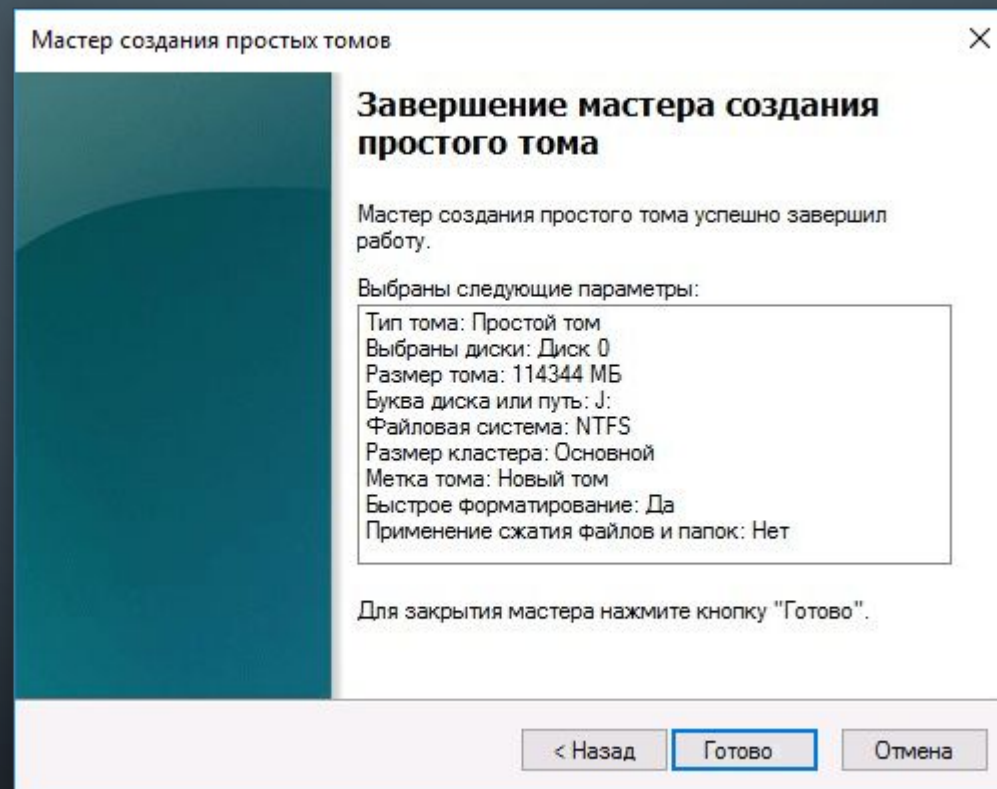 Мастер создания простых томов
Завершение мастера создания
простого тома
Мастер создания простого тома успешно завершил
работу.
Выбраны следующие параметры:
Тип тома: Простой том
Выбраны диски: Диск 0
Размер тома: 114344 МБ
Буква диска или путь: J:
Файловая система: NTFS
Размер кластера: Основной
Метка тома: Новый том
Быстрое форматирование: Да
Применение сжатия файлов и папок: Нет
Для закрытия мастера нажмите кнопку "Готово".
< Назад
Готово
Отмена